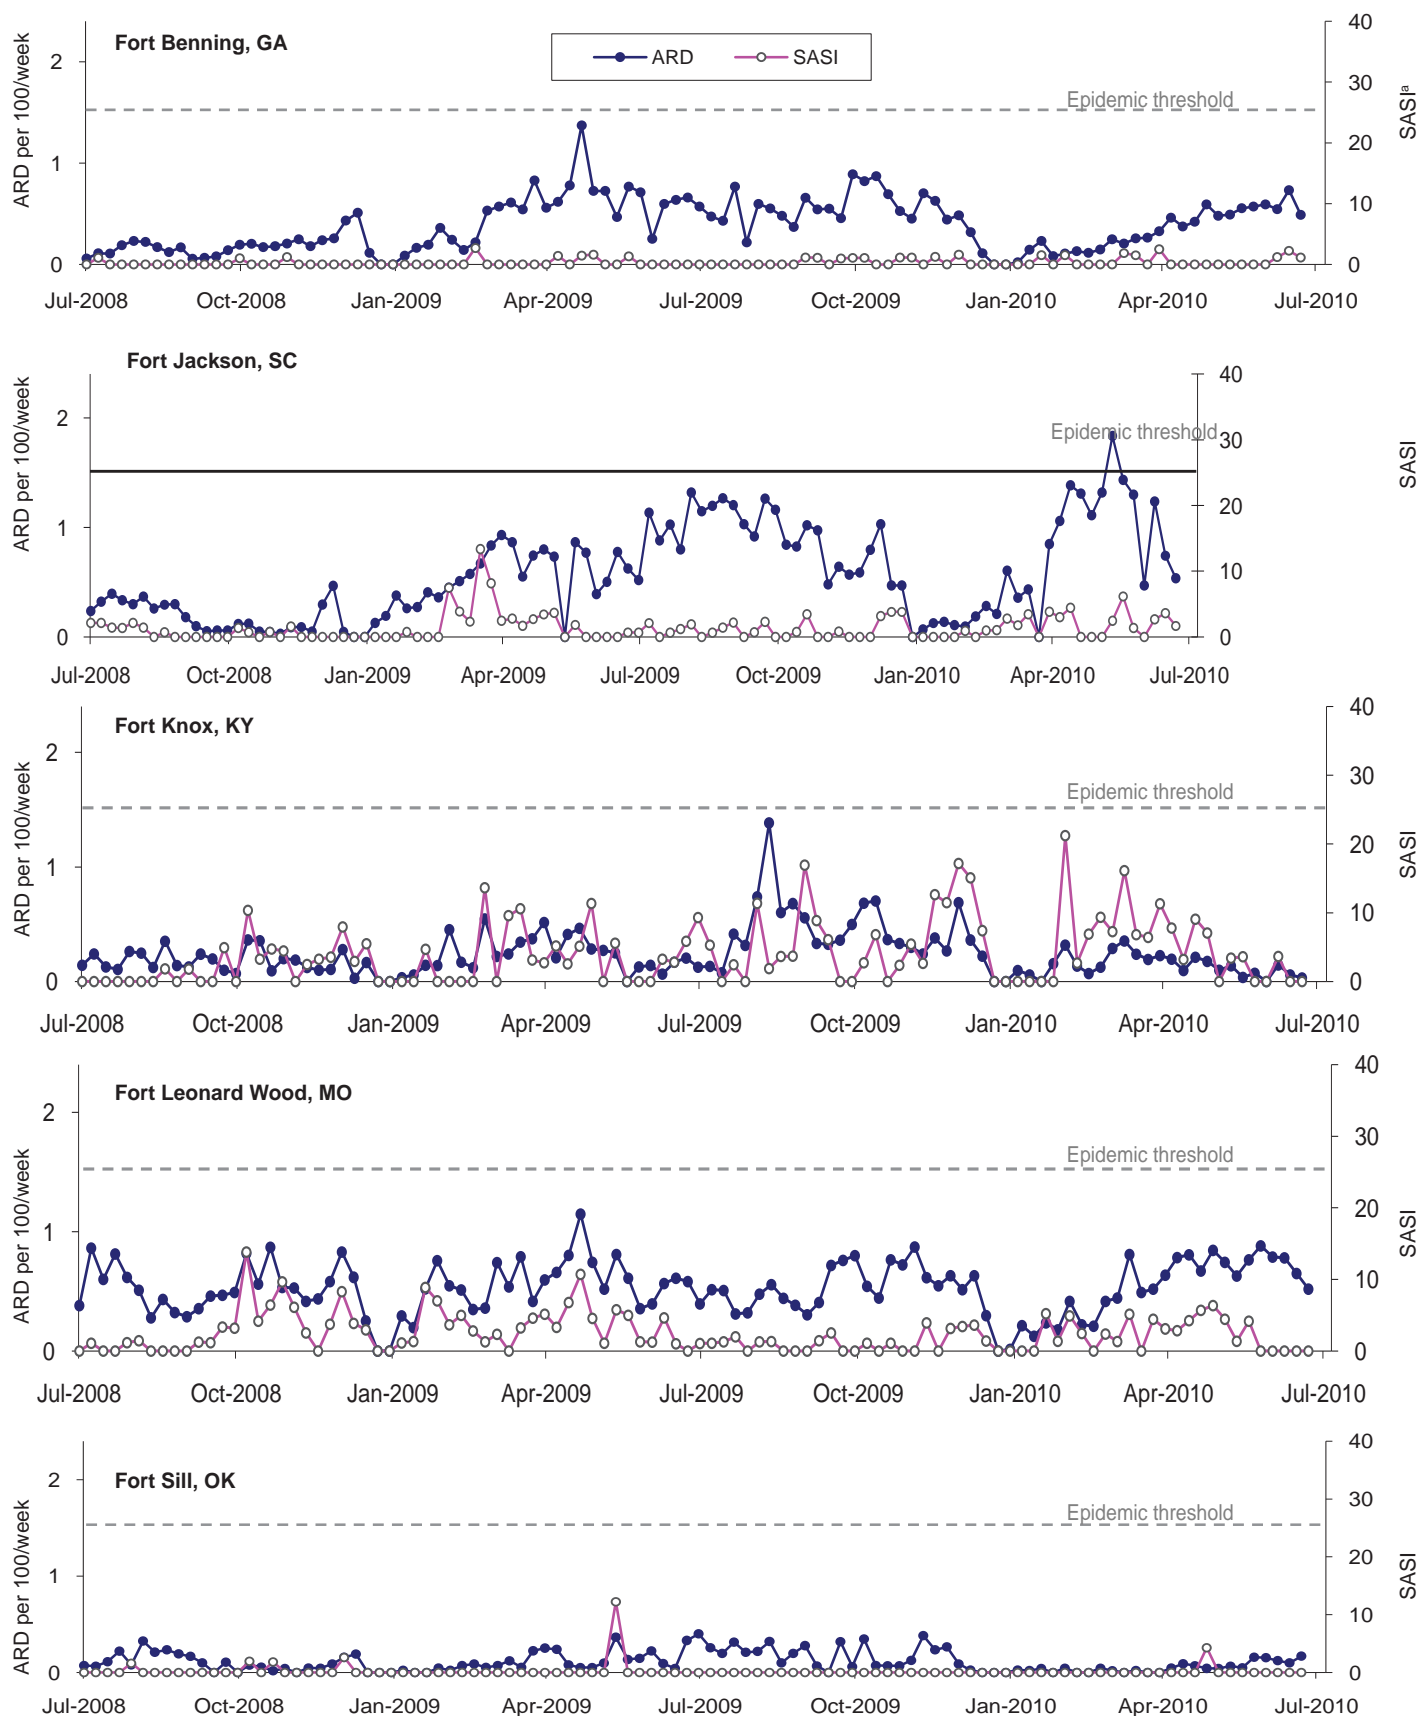 Fort Benning, GA
ARD SASI
Epidemic threshold
ARD per 100/week
2
1
0
40
30
20
10
0
SASIª
Jul-2008 Oct-2008 Jan-2009 Apr-2009 Jul-2009 Oct-2009 Jan-2010 Apr-2010 Jul-2010
Fort Jackson, SC
Epidemic threshold
ARD per 100/week
2
1
0
40
30
20
10
0
SASI
Jul-2008 Oct-2008 Jan-2009 Apr-2009 Jul-2009 Oct-2009 Jan-2010 Apr-2010 Jul-2010
Fort Knox, KY
Epidemic threshold
ARD per 100/week
2
1
0
40
30
20
10
0
SASI
Jul-2008 Oct-2008 Jan-2009 Apr-2009 Jul-2009 Oct-2009 Jan-2010 Apr-2010 Jul-2010
Fort Leonard Wood, MO
Epidemic threshold
ARD per 100/week
2
1
0
40
30
20
10
0
SASI
Jul-2008 Oct-2008 Jan-2009 Apr-2009 Jul-2009 Oct-2009 Jan-2010 Apr-2010 Jul-2010
Fort Sill, OK
Epidemic threshold
ARD per 100/week
2
1
0
40
30
20
10
0
SASI
Jul-2008 Oct-2008 Jan-2009 Apr-2009 Jul-2009 Oct-2009 Jan-2010 Apr-2010 Jul-2010